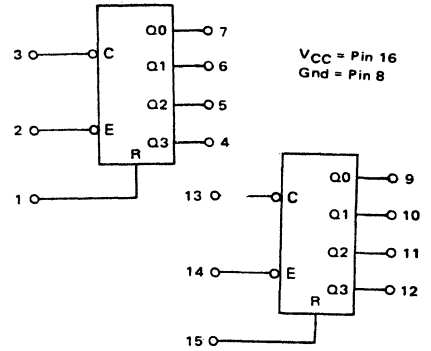 Q0 7
3 C
Q1 6
VCC = Pin 16
Gnd = Pin 8
Q2 5
2 E
Q3 4
R
1
13 C
Q0 9
Q1 10
Q2 11
14 E
Q3 12
R
15